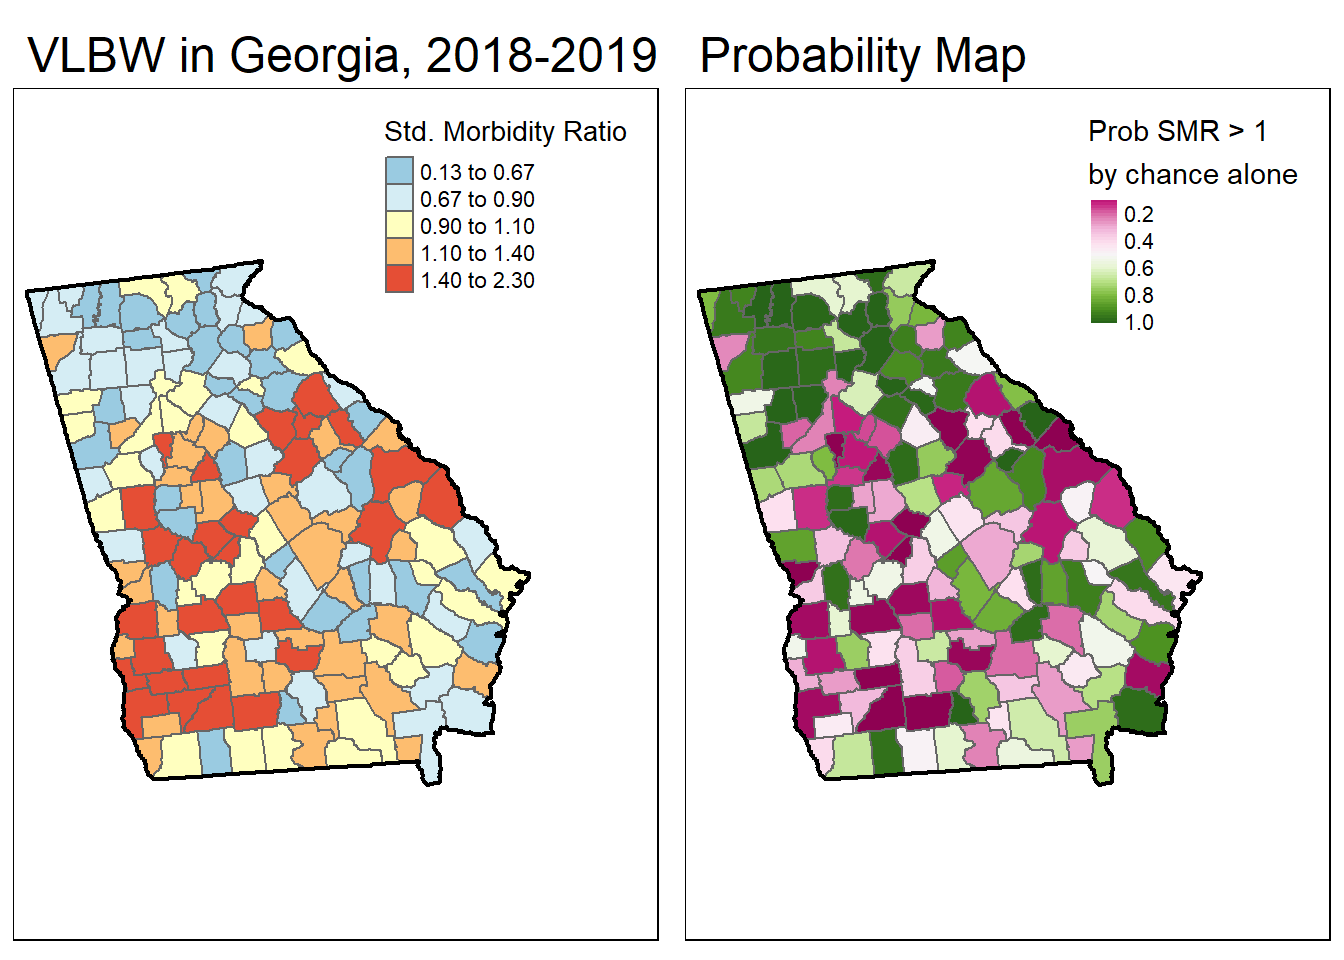 VLBW in Georgia, 2018-2019
Std. Morbidity Ratio
0.13 to 0.67
0.67 to 0.90
0.90 to 1.10
1.10 to 1.40
1.40 to 2.30
Probability Map
Prob SMR > 1
by chance alone
0.2
0.4
0.6
0.8
1.0